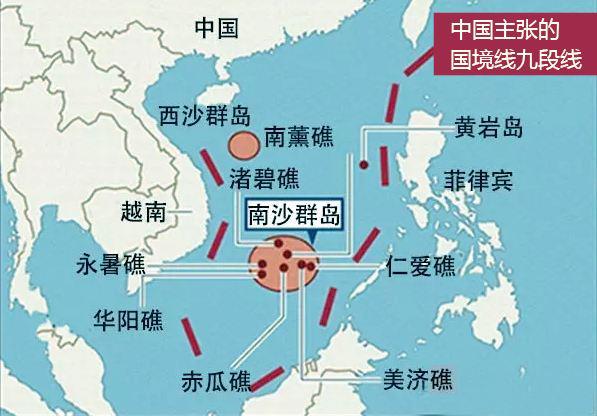 中国主张的
国境线九段线
中国
西沙群岛
南薰礁
黄岩岛
渚碧礁
菲律宾
越南
南沙群岛
永暑礁
仁爱礁
华阳礁
赤瓜礁
美济礁